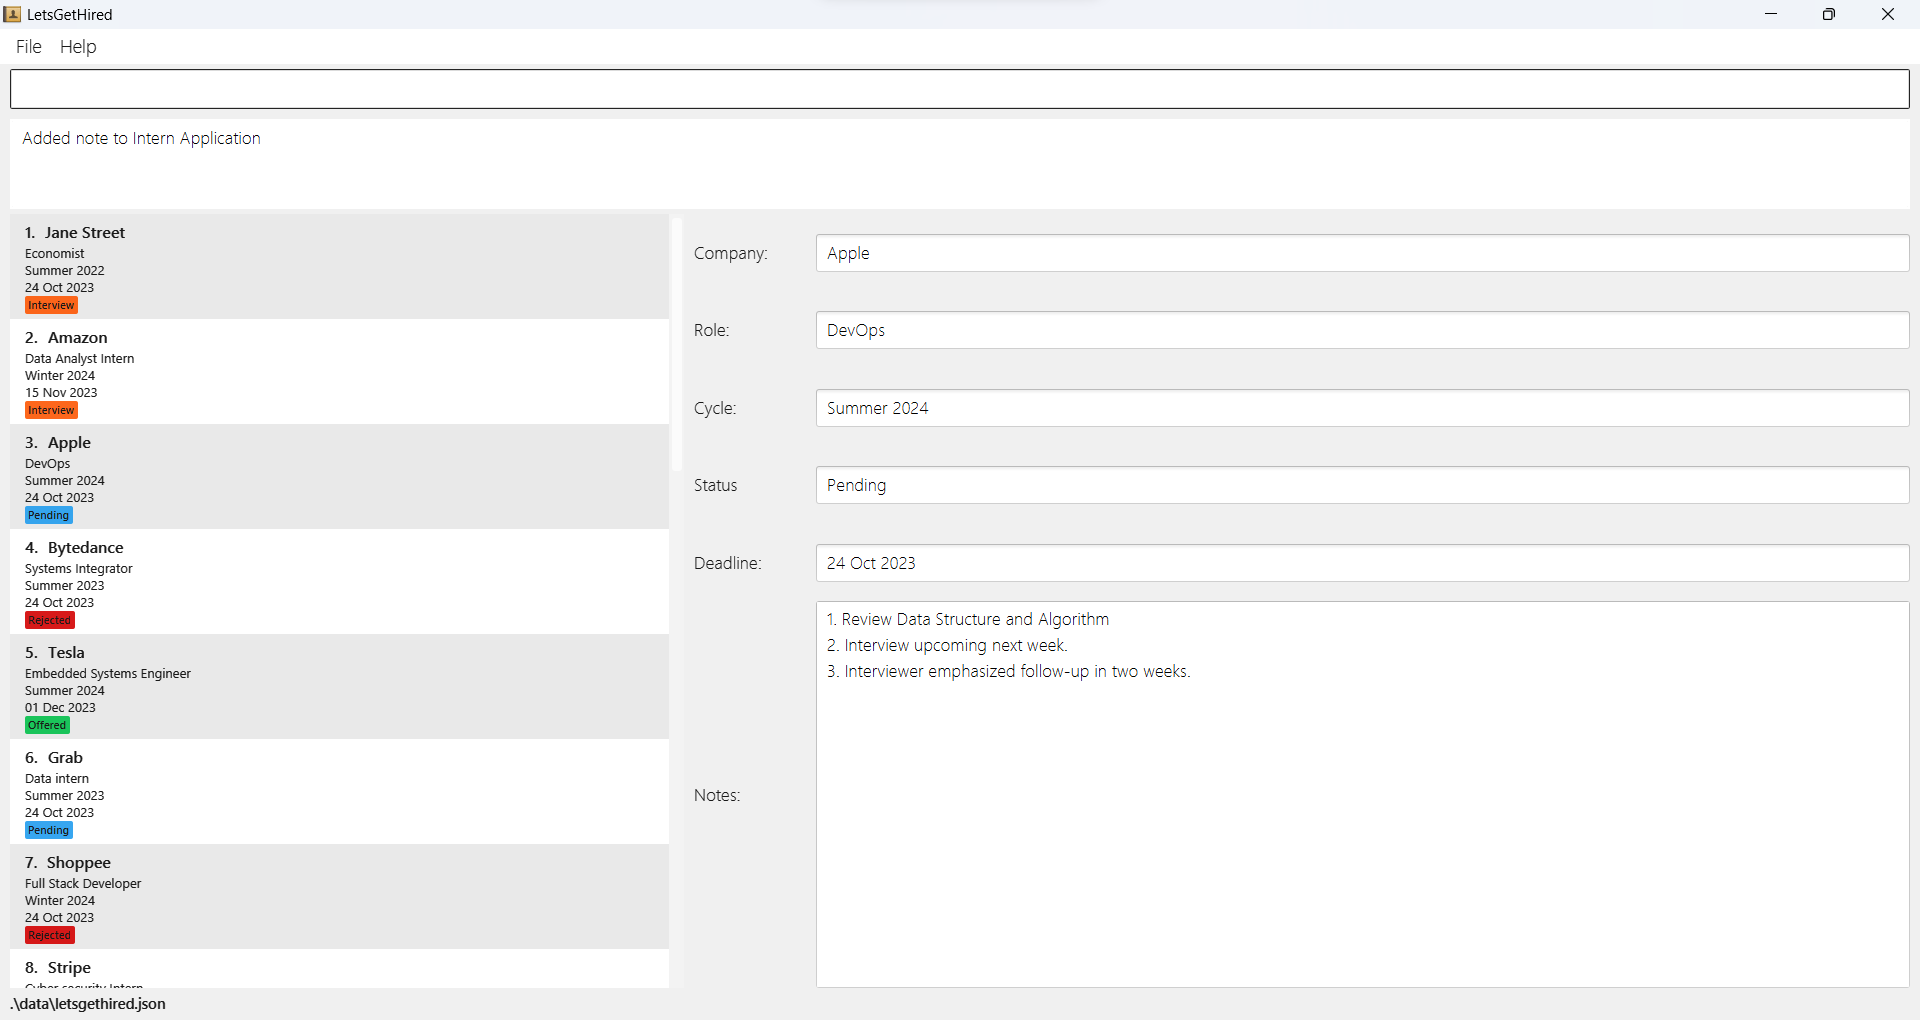 LetsGetHired
File Help
Added note to Intern Application
1. Jane Street
Economist
Summer 2022
24 Oct 2023
Interview
2. Amazon
Data Analyst Intern
Winter 2024
15 Nov 2023
Interview
3. Apple
DevOps
Summer 2024
24 Oct 2023
Pending
4. Bytedance
Systems Integrator
Summer 2023
24 Oct 2023
Rejected
5. Tesla
Embedded Systems Engineer
Summer 2024
01 Dec 2023
Offered
6. Grab
Data intern
Summer 2023
24 Oct 2023
Pending
7. Shoppee
Full Stack Developer
Winter 2024
24 Oct 2023
Rejected
8. Stripe
Cyber security Intern
Company: Apple
Role: DevOps
Cycle: Summer 2024
Status Pending
Deadline: 24 Oct 2023
Notes:
1. Review Data Structure and Algorithm
2. Interview upcoming next week.
3. Interviewer emphasized follow-up in two weeks.
.\data\letsgethired.json